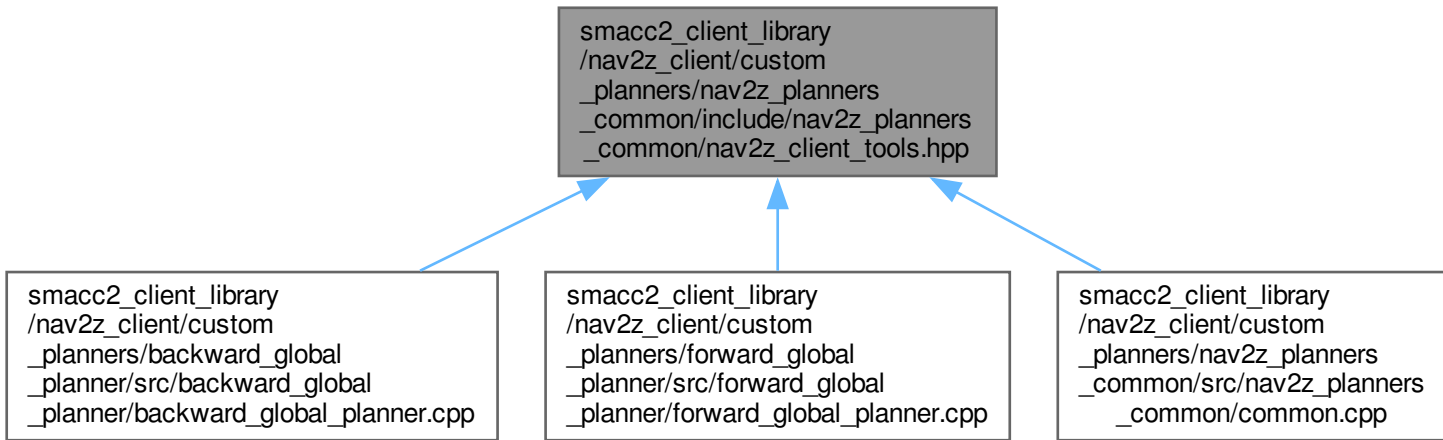 smacc2_client_library
/nav2z_client/custom
_planners/nav2z_planners
_common/include/nav2z_planners
_common/nav2z_client_tools.hpp
smacc2_client_library
/nav2z_client/custom
_planners/backward_global
_planner/src/backward_global
_planner/backward_global_planner.cpp
smacc2_client_library
/nav2z_client/custom
_planners/forward_global
_planner/src/forward_global
_planner/forward_global_planner.cpp
smacc2_client_library
/nav2z_client/custom
_planners/nav2z_planners
_common/src/nav2z_planners
_common/common.cpp